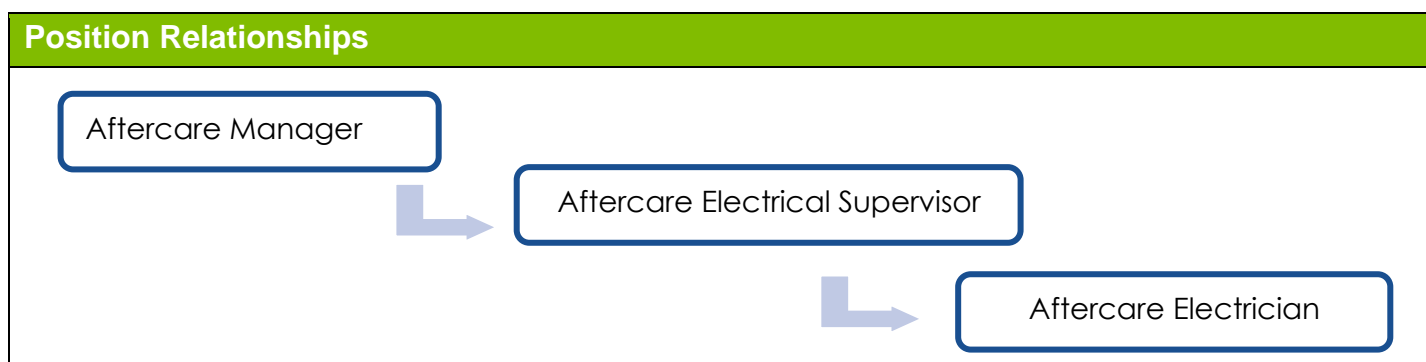 Position Relationships
Aftercare Manager
Aftercare Electrical Supervisor
Aftercare Electrician